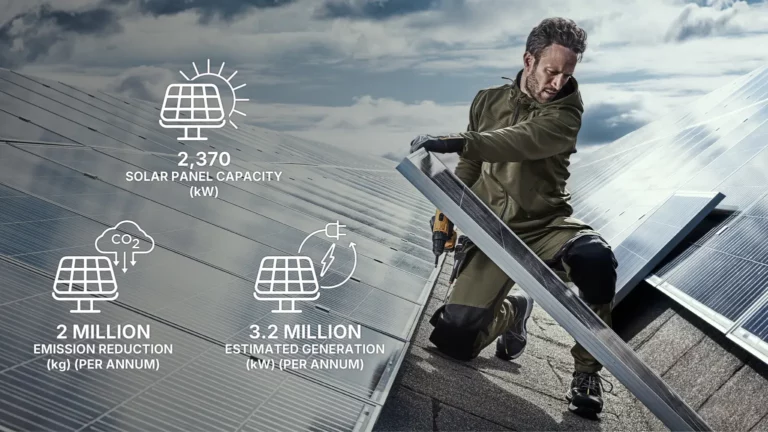 2,370
SOLAR PANEL CAPACITY
(kW)
CO2
2 MILLION
EMISSION REDUCTION
(kg) (PER ANNUM)
3.2 MILLION
ESTIMATED GENERATION
(kW) (PER ANNUM)